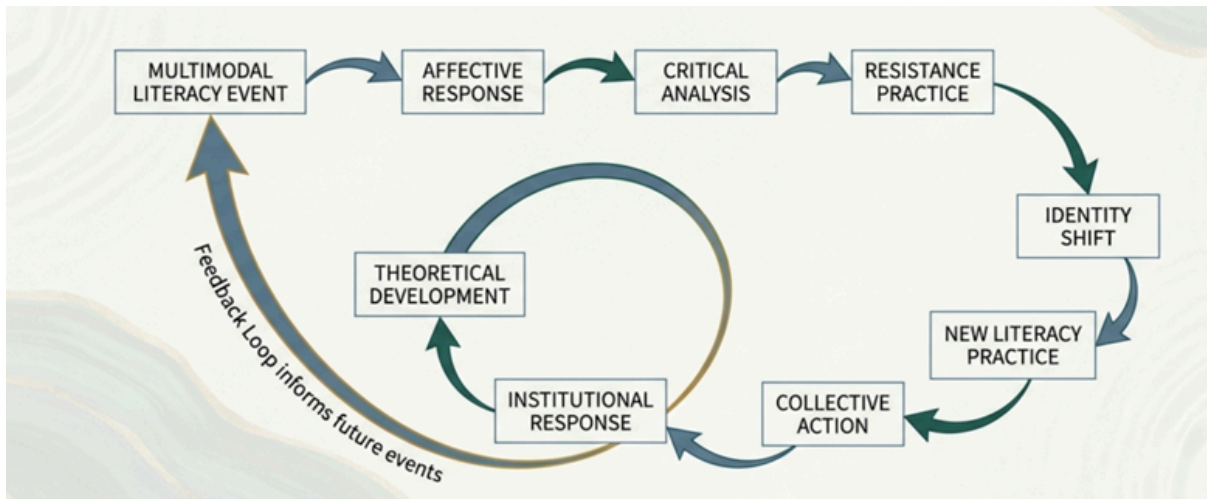 MULTIMODAL
LITERACY EVENT
AFFECTIVE
RESPONSE
CRITICAL
ANALYSIS
RESISTANCE
PRACTICE
IDENTITY
SHIFT
NEW LITERACY
PRACTICE
COLLECTIVE
ACTION
INSTITUTIONAL
RESPONSE
THEORETICAL
DEVELOPMENT
Feedback Loop informs future events